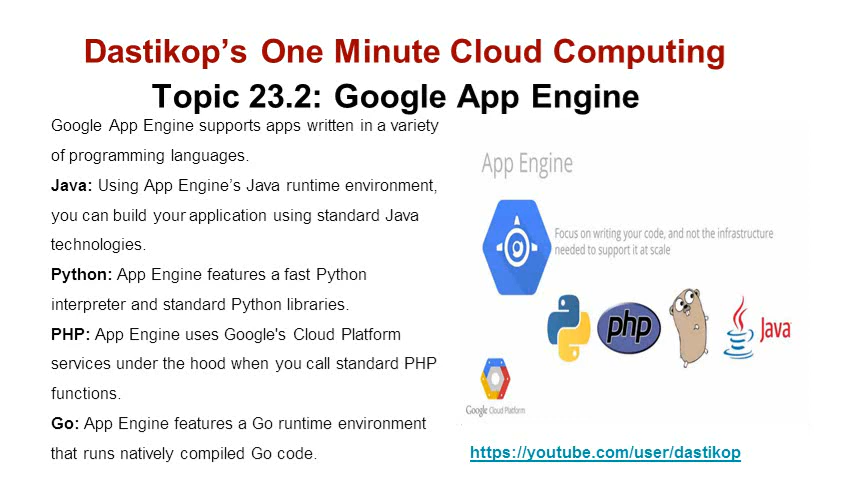 Dastikop’s One Minute Cloud Computing
Topic 23.2: Google App Engine
Google App Engine supports apps written in a variety
of programming languages.
Java: Using App Engine’s Java runtime environment,
you can build your application using standard Java
technologies.
Python: App Engine features a fast Python
interpreter and standard Python libraries.
PHP: App Engine uses Google's Cloud Platform
services under the hood when you call standard PHP
functions.
Go: App Engine features a Go runtime environment
that runs natively compiled Go code.
App Engine
Focus on writing your code, and not the infrastructure
needed to support it at scale
php
Java
Google Cloud Platform
https://youtube.com/user/dastikop